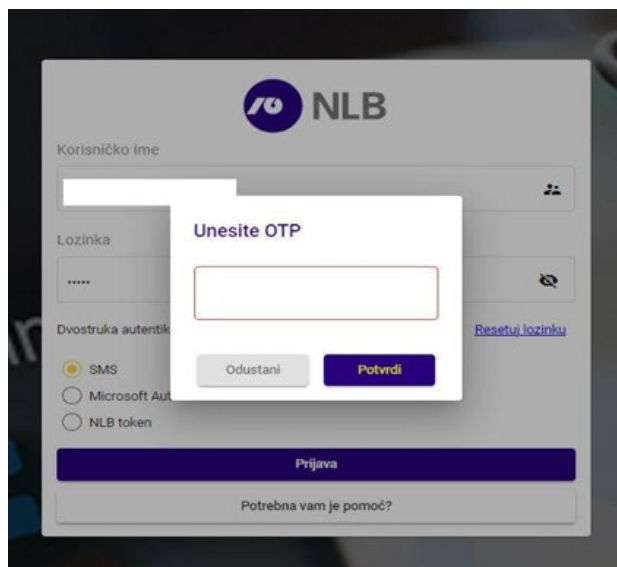 NLB
Korisničko ime
Lozinka
Unesite OTP
.....
Dvostruka autentik
Resetuj lozinku
SMS
Odustani
Potvrdi
Microsoft Aut
NLB token
Prijava
Potrebna vam je pomoć?